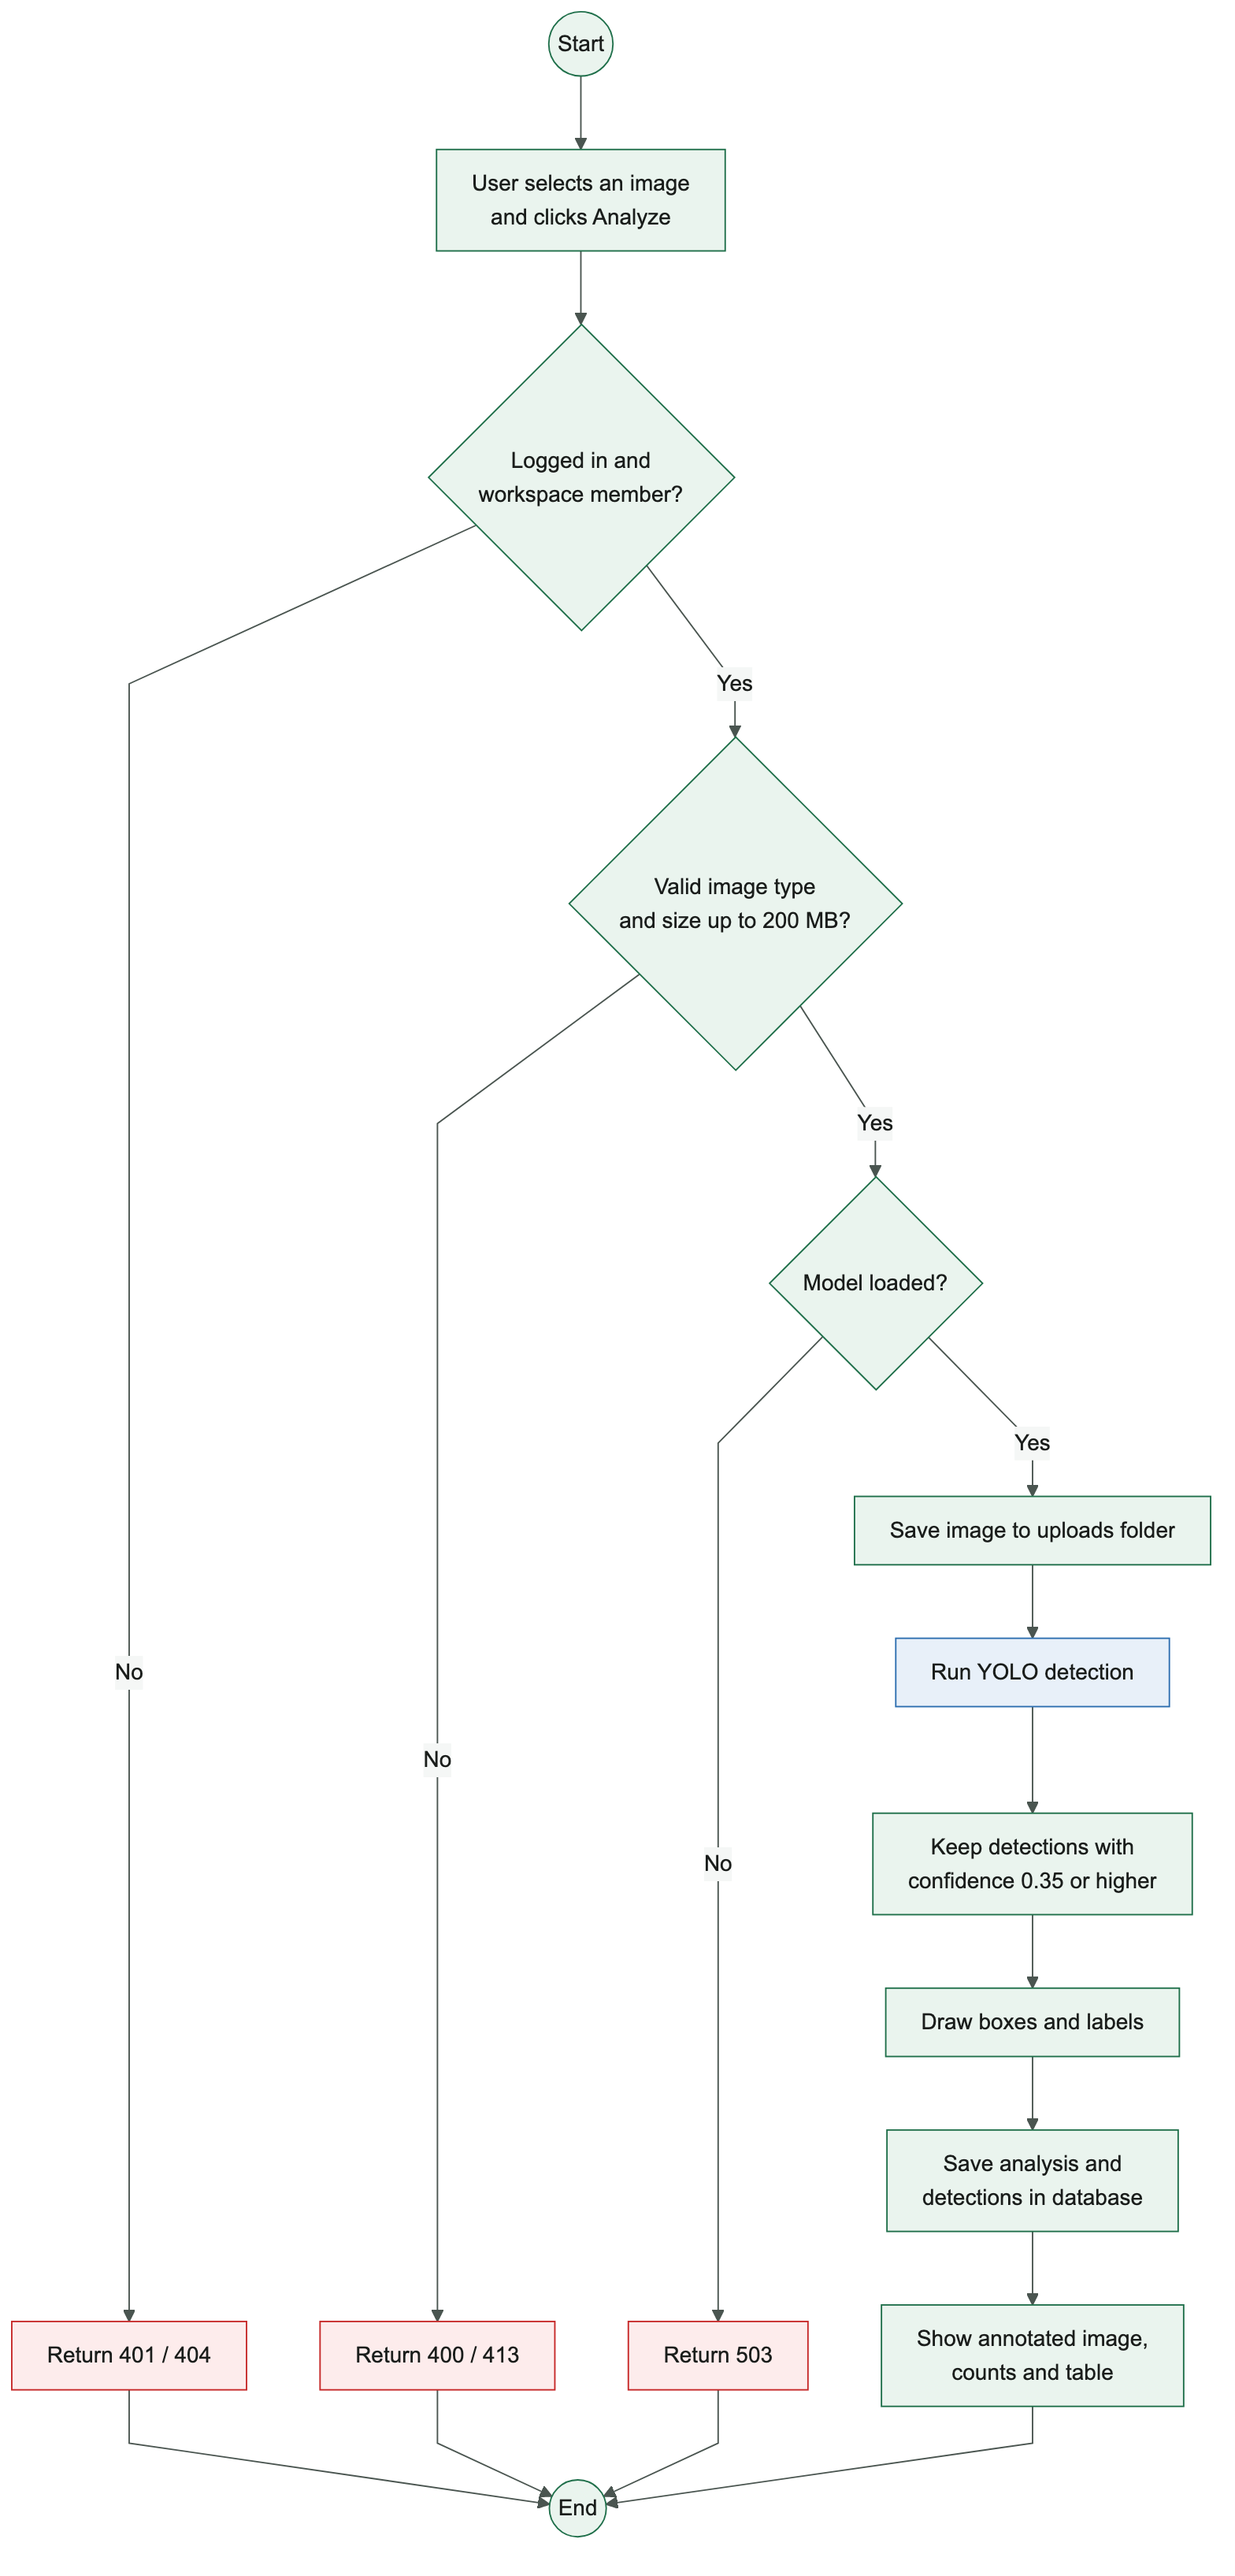 Start
User selects an image
and clicks Analyze
Logged in and
workspace member?
Yes
Valid image type
and size up to 200 MB?
Yes
Model loaded?
Yes
Save image to uploads folder
Run YOLO detection
No
No
Keep detections with
confidence 0.35 or higher
No
Draw boxes and labels
Save analysis and
detections in database
Return 401 / 404
Return 400 / 413
Return 503
Show annotated image,
counts and table
End